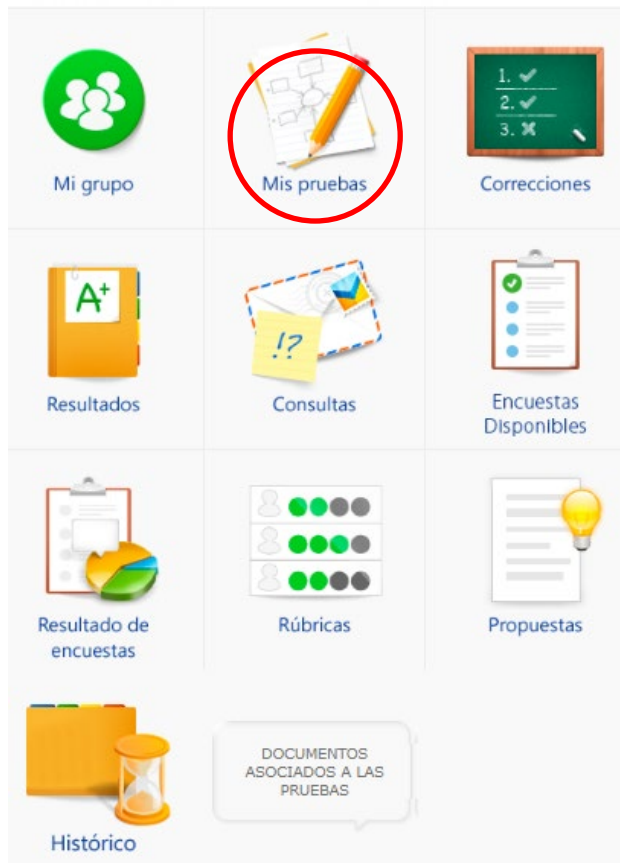 1. ✓
2. ✓
3. ✗
Mi grupo
Mis pruebas
Correcciones
A+
!?
Resultados
Consultas
Encuestas
Disponibles
Resultado de
encuestas
Rúbricas
Propuestas
DOCUMENTOS
ASOCIADOS A LAS
PRUEBAS
Histórico